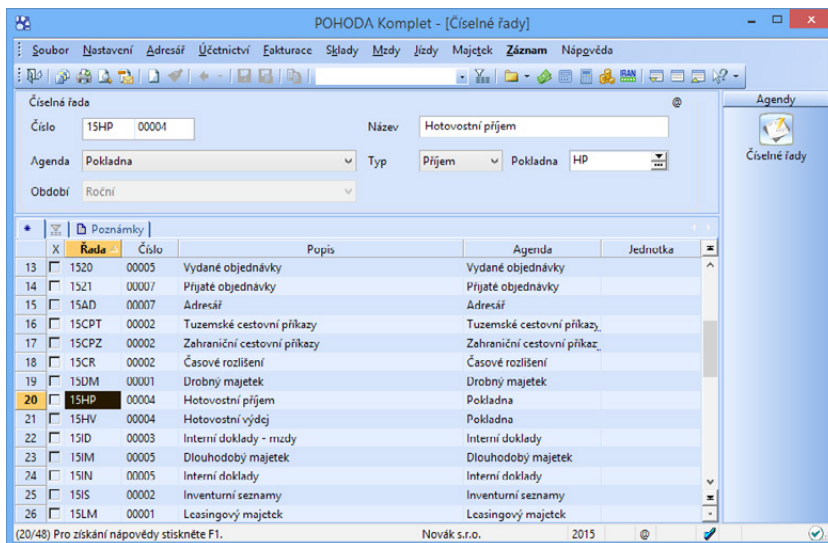 POHODA Komplet - [Číselné řady]
Soubor Nastavení Adresář Účetnictví Fakturace Sklady Mzdy Jízdy Majetek Záznam Nápověda
IBAN
Číselná řada @
Číslo 15HP 00004 Název Hotovostní příjem
Agenda Pokladna Typ Příjem Pokladna HP
Období Roční
Agendy
Číselné řady
* Poznámky
X Řada Číslo Popis Agenda Jednotka
13 1520 00005 Vydané objednávky Vydané objednávky
14 1521 00007 Přijaté objednávky Přijaté objednávky
15 15AD 00007 Adresář Adresář
16 15CPT 00002 Tuzemské cestovní příkazy Tuzemské cestovní příkazy
17 15CPZ 00002 Zahraniční cestovní příkazy Zahraniční cestovní příkaz
18 15CR 00002 Časové rozlišení Časové rozlišení
19 15DM 00001 Drobný majetek Drobný majetek
20 15HP 00004 Hotovostní příjem Pokladna
21 15HV 00004 Hotovostní výdej Pokladna
22 15ID 00003 Interní doklady - mzdy Interní doklady
23 15IM 00005 Dlouhodobý majetek Dlouhodobý majetek
24 15IN 00005 Interní doklady Interní doklady
25 15IS 00002 Inventurní seznamy Inventurní seznamy
26 15LM 00001 Leasingový majetek Leasingový majetek
(20/48) Pro získání nápovědy stiskněte F1. Novák s.r.o. 2015 @